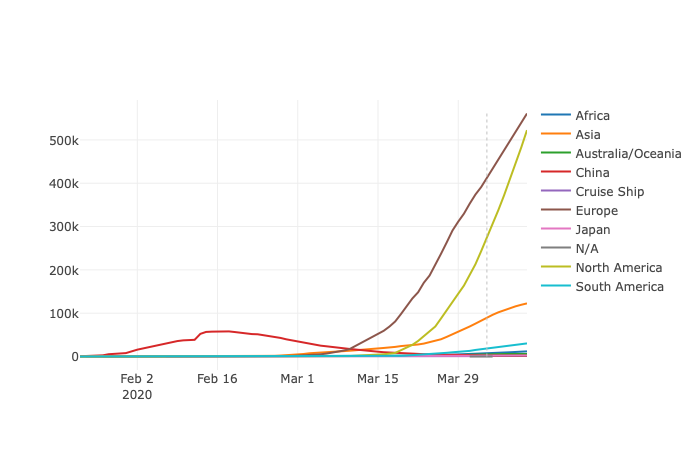 500k
400k
300k
200k
100k
0
Feb 2
2020
Feb 16
Mar 1
Mar 15
Mar 29
Africa
Asia
Australia/Oceania
China
Cruise Ship
Europe
Japan
N/A
North America
South America